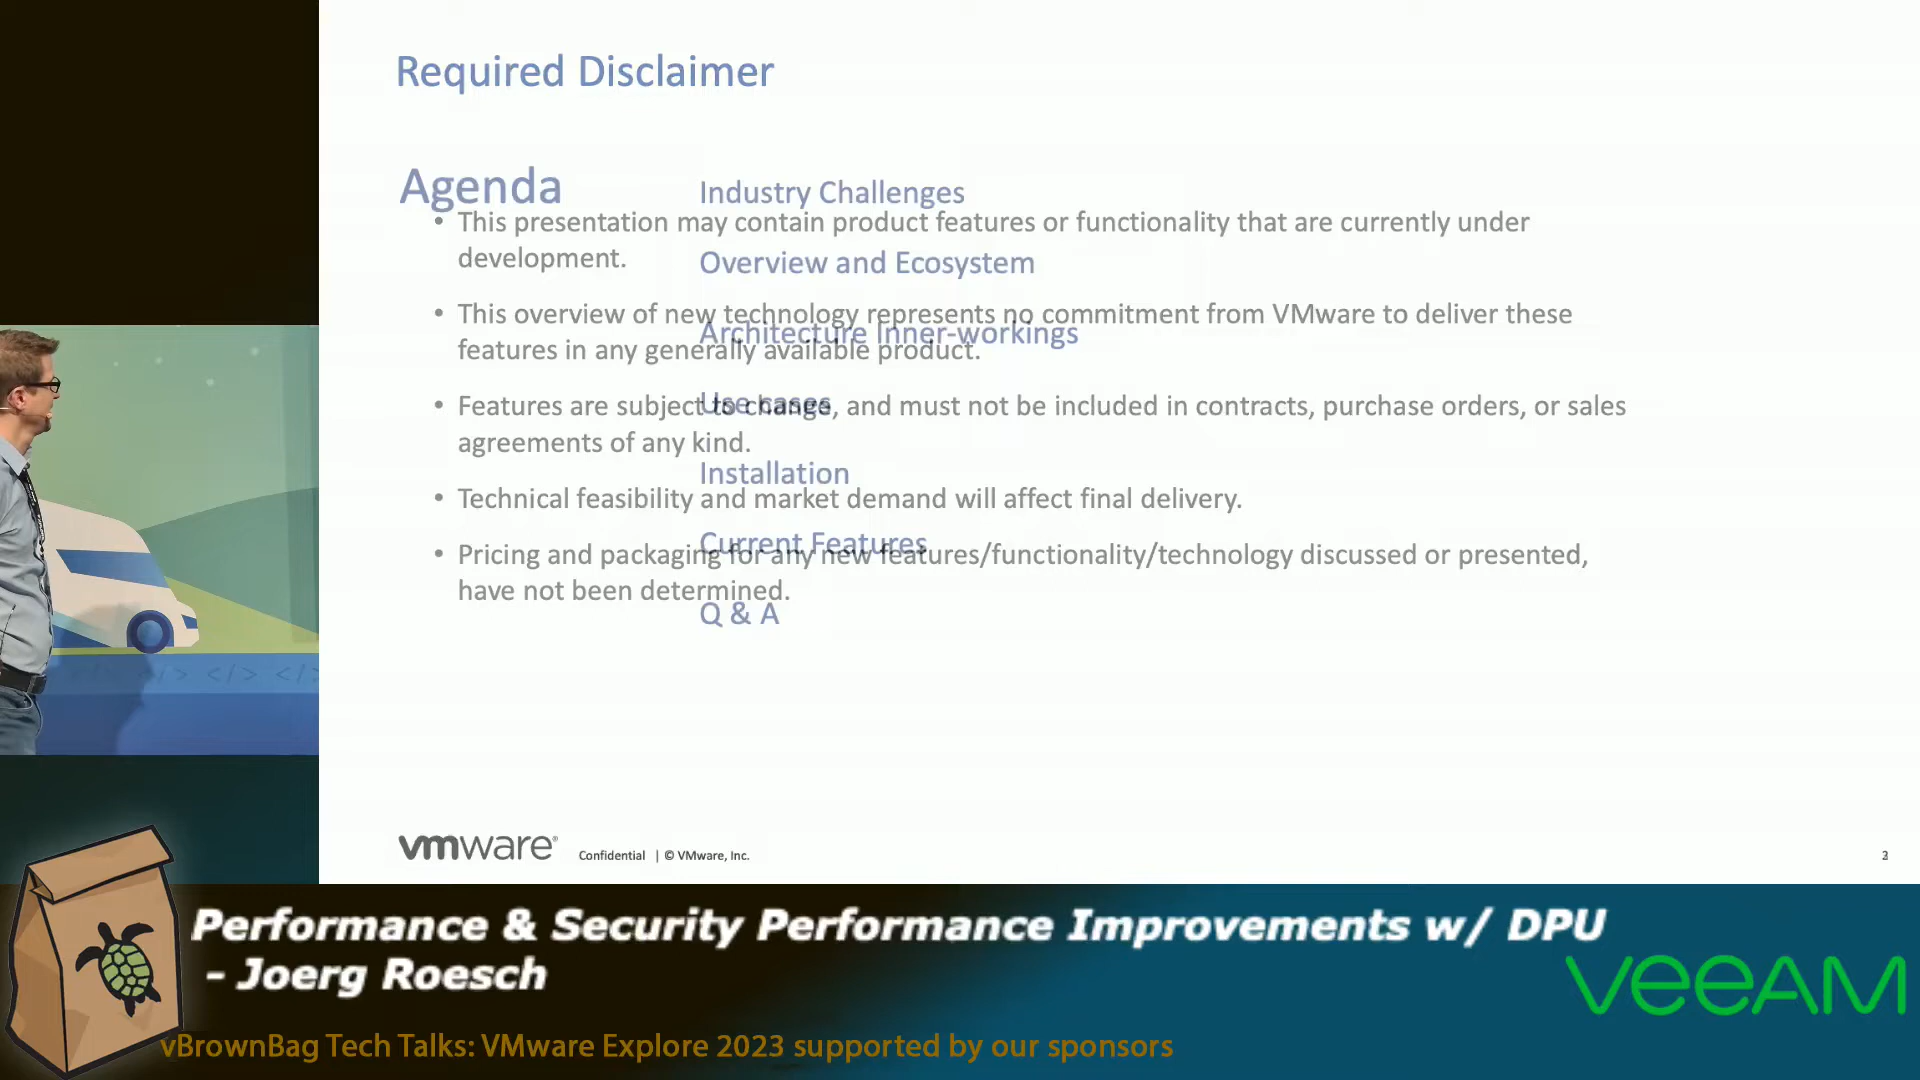 Required Disclaimer
Agenda
Industry Challenges
• This presentation may contain product features or functionality that are currently under
development.
Overview and Ecosystem
• This overview of new technology represents no commitment from VMware to deliver these
Architecture Inner-workings
features in any generally available product.
Use cases
• Features are subject to change, and must not be included in contracts, purchase orders, or sales
agreements of any kind.
Installation
• Technical feasibility and market demand will affect final delivery.
Current Features
• Pricing and packaging for any new features/functionality/technology discussed or presented,
have not been determined.
Q & A
vmware®
Confidential | © VMware, Inc.
</> </> </>
Performance & Security Performance Improvements w/ DPU
- Joerg Roesch
veeAM
vBrownBag Tech Talks: VMware Explore 2023 supported by our sponsors